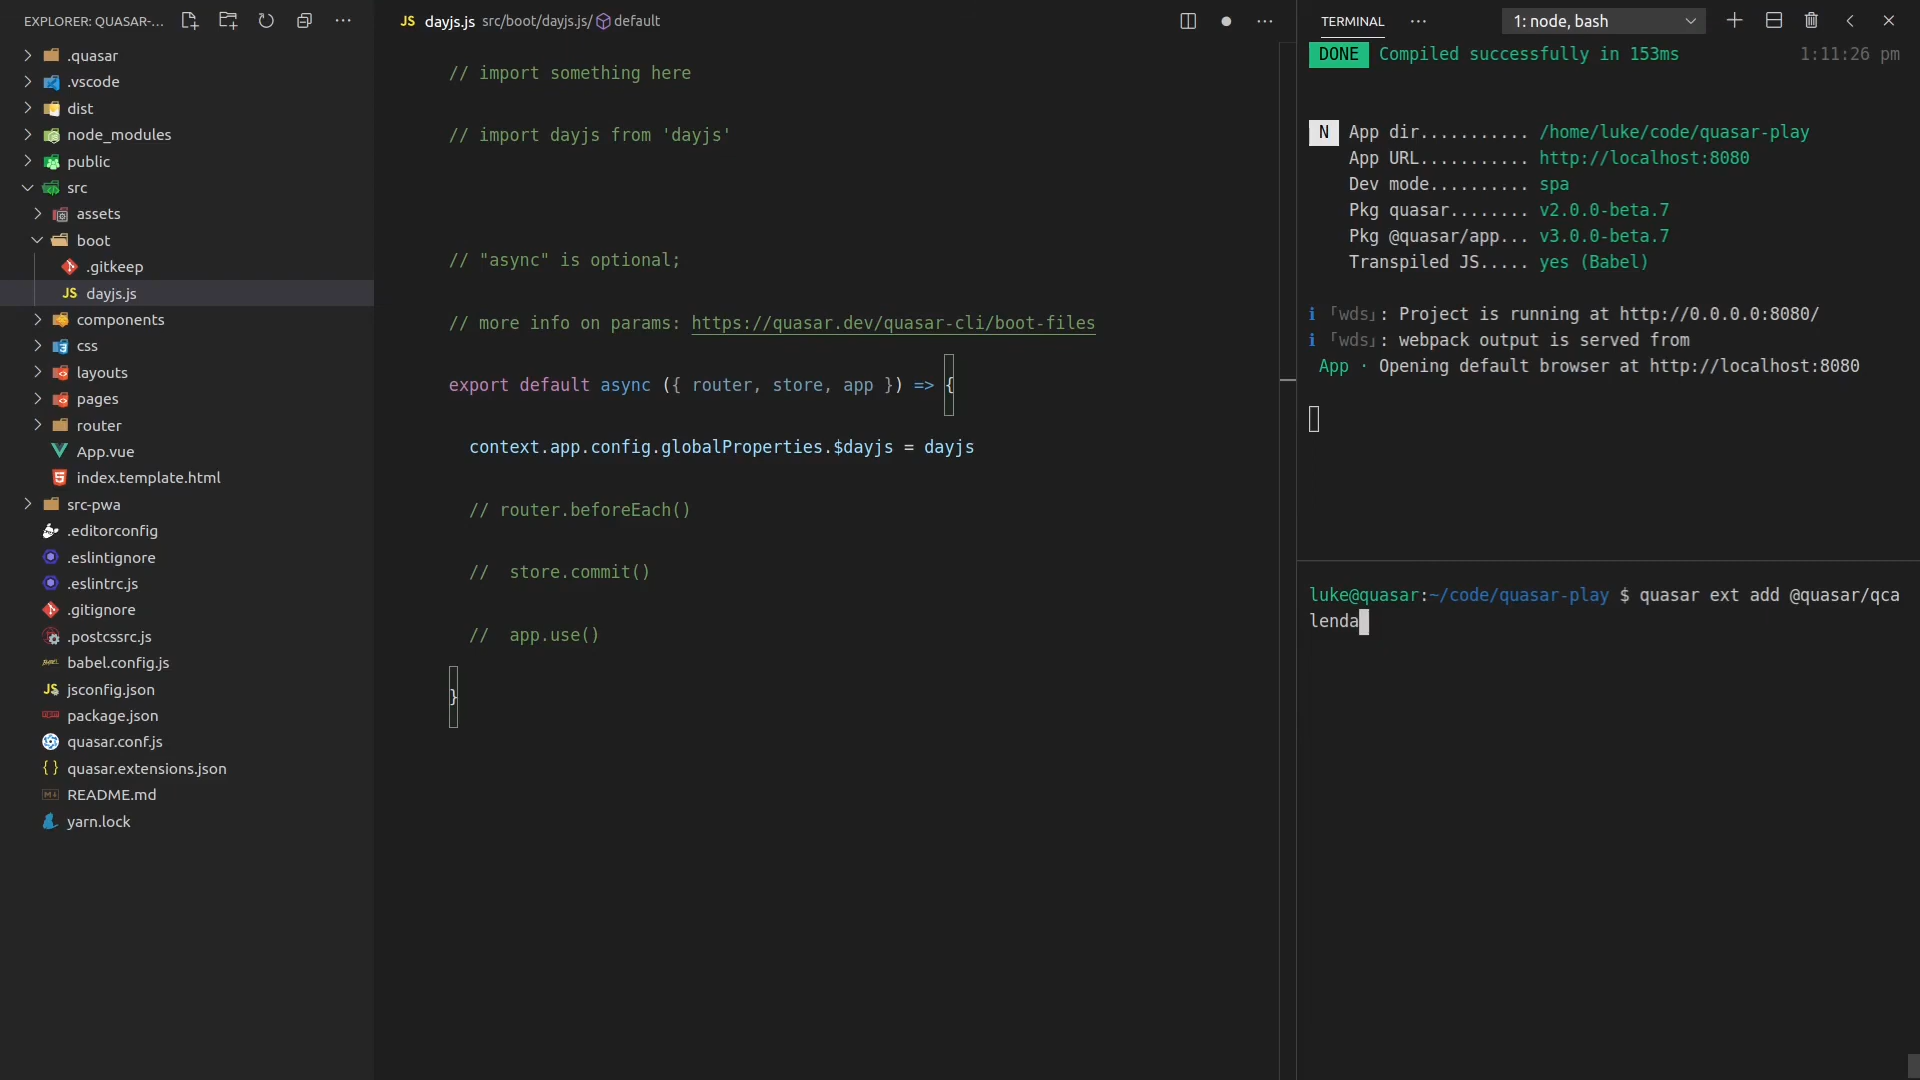 EXPLORER: QUASAR-...
.quasar
.vscode
dist
node_modules
public
src
assets
boot
.gitkeep
JS dayjs.js
components
css
layouts
pages
router
App.vue
index.template.html
src-pwa
.editorconfig
.eslintignore
.eslintrc.js
.gitignore
.postcssrc.js
babel.config.js
jsconfig.json
package.json
quasar.conf.js
quasar.extensions.json
README.md
yarn.lock
JS dayjs.js src/boot/dayjs.js/ default
// import something here
// import dayjs from 'dayjs'
// "async" is optional;
// more info on params: https://quasar.dev/quasar-cli/boot-files
export default async ({ router, store, app }) => {
context.app.config.globalProperties.$dayjs = dayjs
// router.beforeEach()
//  store.commit()
//  app.use()
}
TERMINAL
1: node, bash
DONE Compiled successfully in 153ms 1:11:26 pm
N App dir........... /home/luke/code/quasar-play
App URL........... http://localhost:8080
Dev mode.......... spa
Pkg quasar........ v2.0.0-beta.7
Pkg @quasar/app... v3.0.0-beta.7
Transpiled JS..... yes (Babel)
ℹ ｢wds｣: Project is running at http://0.0.0.0:8080/
ℹ ｢wds｣: webpack output is served from
App · Opening default browser at http://localhost:8080
luke@quasar:~/code/quasar-play $ quasar ext add @quasar/qca
lenda